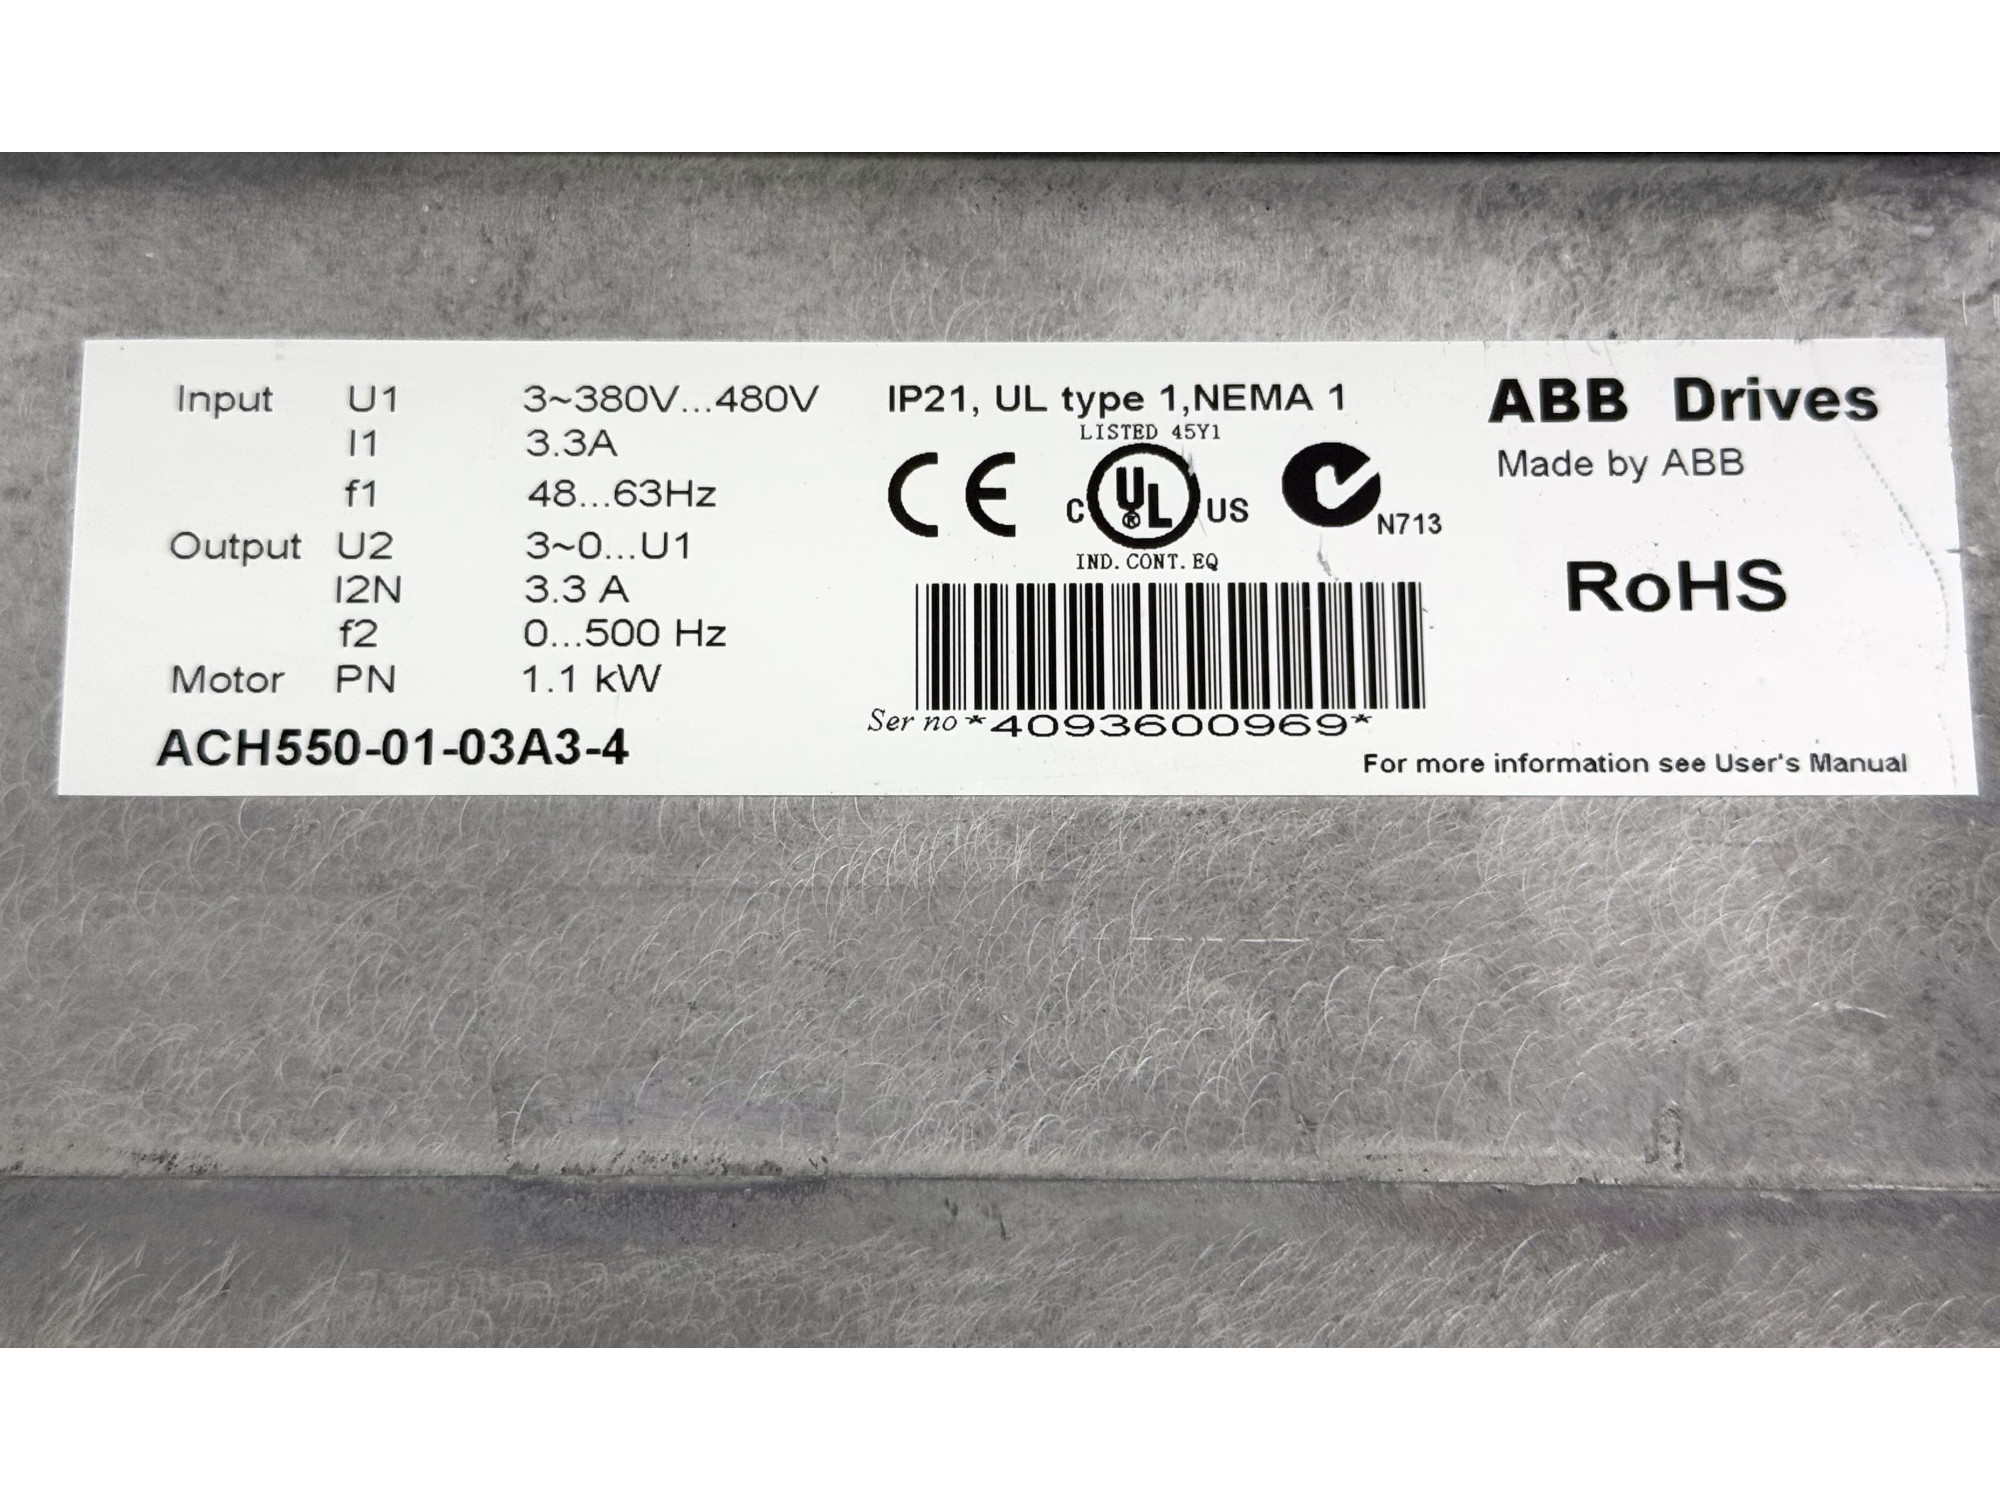 Input U1 3~380V...480V
I1 3.3A
f1 48...63Hz
Output U2 3~0...U1
I2N 3.3 A
f2 0...500 Hz
Motor PN 1.1 kW
ACH550-01-03A3-4
IP21, UL type 1,NEMA 1
LISTED 45Y1
CE
C UL ® US
N713
IND. CONT. EQ
Ser no *4093600969*
ABB Drives
Made by ABB
RoHS
For more information see User's Manual